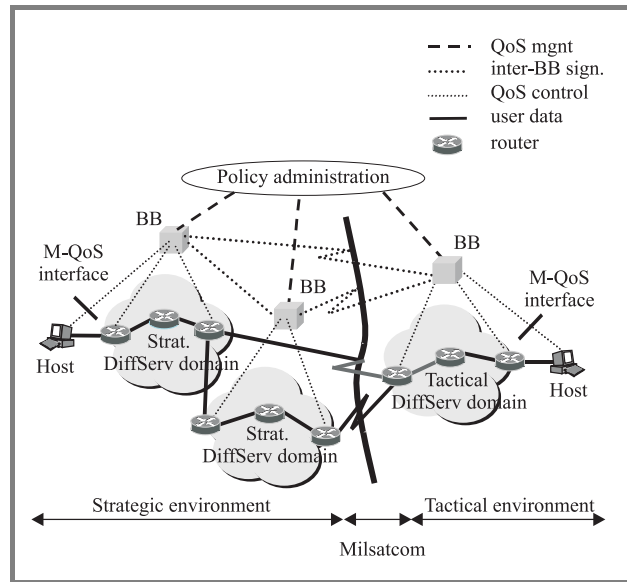 QoS mgnt
inter-BB sign.
QoS control
user data
router
Policy administration
BB
BB
BB
M-QoS
interface
M-QoS
interface
Host
Strat.
DiffServ domain
Tactical
DiffServ domain
Host
Strat.
DiffServ domain
Strategic environment
Tactical environment
Milsatcom